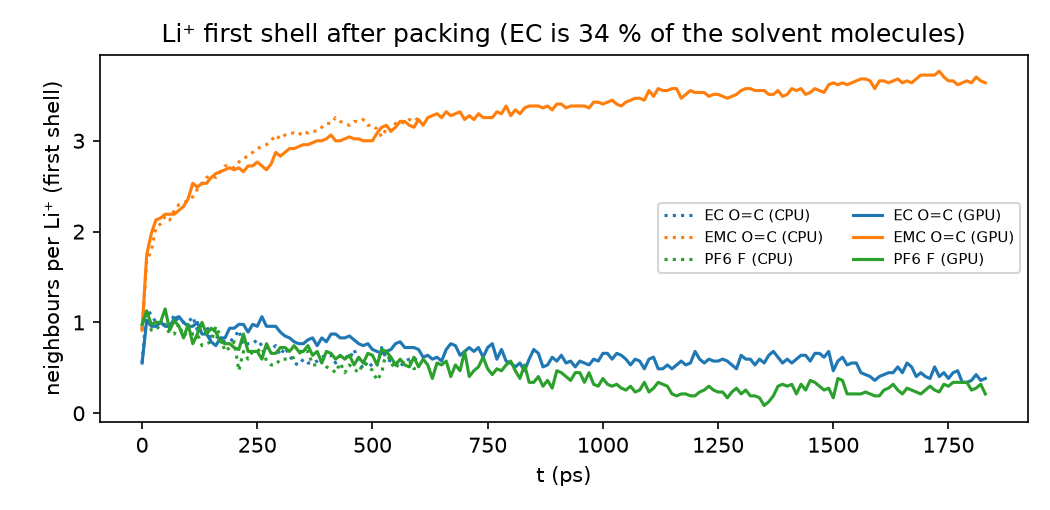 Li⁺ first shell after packing (EC is 34 % of the solvent molecules)
neighbours per Li⁺ (first shell)
3
2
1
0
EC O=C (CPU)
EMC O=C (CPU)
PF6 F (CPU)
EC O=C (GPU)
EMC O=C (GPU)
PF6 F (GPU)
0 250 500 750 1000 1250 1500 1750
t (ps)